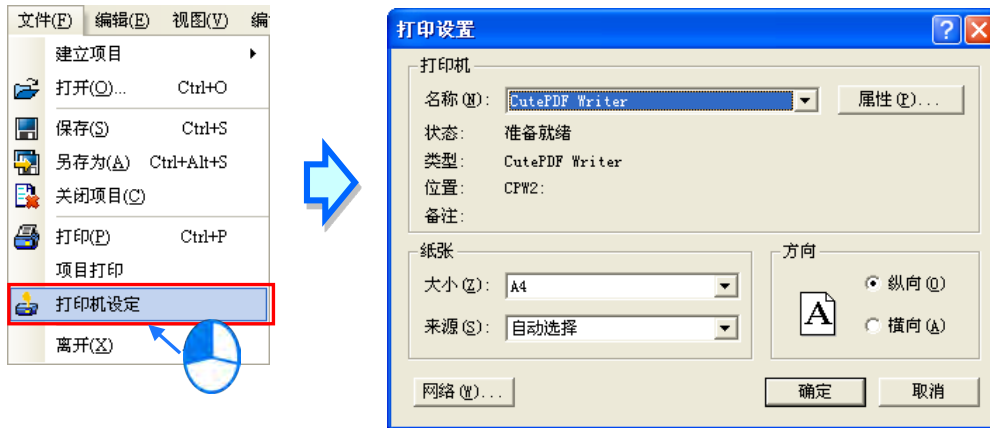 文件(F) 编辑(E) 视图(V) 编
建立项目
打开(O)... Ctrl+O
保存(S) Ctrl+S
另存为(A) Ctrl+Alt+S
关闭项目(C)
打印(P) Ctrl+P
项目打印
打印机设定
离开(X)
打印设置
打印机
名称(N): CutePDF Writer 属性(P)...
状态: 准备就绪
类型: CutePDF Writer
位置: CPW2:
备注:
纸张
大小(Z): A4
来源(S): 自动选择
方向
A
纵向(O)
横向(A)
网络(W)... 确定 取消